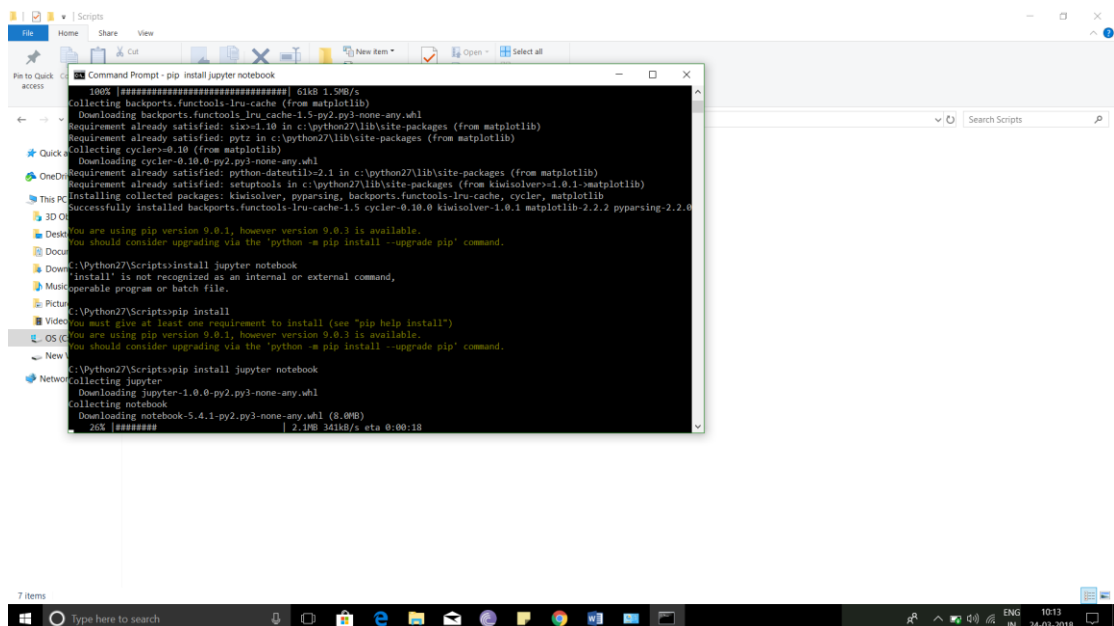 Scripts
File Home Share View
Cut
New item
Open
Select all
Pin to Quick access
Command Prompt - pip install jupyter notebook
100% |################################| 61kB 1.5MB/s
Collecting backports.functools-lru-cache (from matplotlib)
Downloading backports.functools_lru_cache-1.5-py2.py3-none-any.whl
Requirement already satisfied: six>=1.10 in c:\python27\lib\site-packages (from matplotlib)
Requirement already satisfied: pytz in c:\python27\lib\site-packages (from matplotlib)
Collecting cycler>=0.10 (from matplotlib)
Downloading cycler-0.10.0-py2.py3-none-any.whl
Requirement already satisfied: python-dateutil>=2.1 in c:\python27\lib\site-packages (from matplotlib)
Requirement already satisfied: setuptools in c:\python27\lib\site-packages (from kiwisolver>=1.0.1->matplotlib)
Installing collected packages: kiwisolver, pyparsing, backports.functools-lru-cache, cycler, matplotlib
Successfully installed backports.functools-lru-cache-1.5 cycler-0.10.0 kiwisolver-1.0.1 matplotlib-2.2.2 pyparsing-2.2.0
You are using pip version 9.0.1, however version 9.0.3 is available.
You should consider upgrading via the 'python -m pip install --upgrade pip' command.
C:\Python27\Scripts>install jupyter notebook
'install' is not recognized as an internal or external command,
operable program or batch file.
C:\Python27\Scripts>pip install
You must give at least one requirement to install (see "pip help install")
You are using pip version 9.0.1, however version 9.0.3 is available.
You should consider upgrading via the 'python -m pip install --upgrade pip' command.
C:\Python27\Scripts>pip install jupyter notebook
Collecting jupyter
Downloading jupyter-1.0.0-py2.py3-none-any.whl
Collecting notebook
Downloading notebook-5.4.1-py2.py3-none-any.whl (8.0MB)
26% |######## | 2.1MB 341kB/s eta 0:00:18
Search Scripts
Quick a
OneDri
This PC
3D Ob
Deskt
Docur
Down
Music
Picture
Video
OS (C:
New V
Networ
7 items
Type here to search
ENG 10:13
IN 24-03-2018